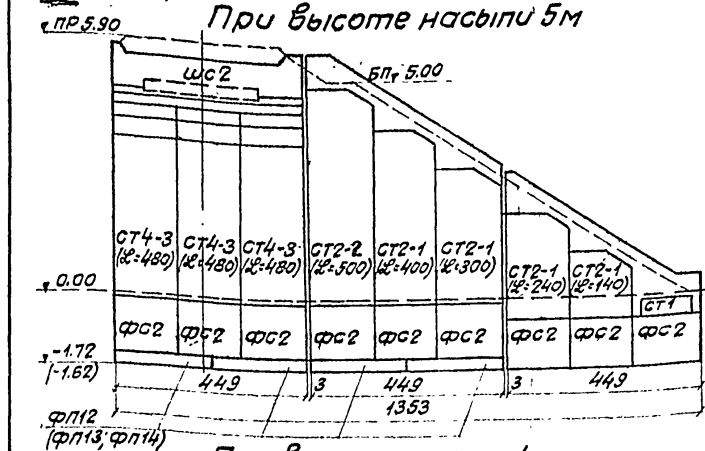 При высоте насыпи 5м
ПР 5.90
шс2
БП 5.00
СТ4-3 СТ4-3 СТ4-3 СТ2-2 СТ2-1 СТ2-1 СТ2-1 СТ2-1
(ℒ=480) (ℒ=480) (ℒ=480) (ℒ=500) (ℒ=400) (ℒ=300) (ℒ=240) (ℒ=140)
0.00
СТ1
ФС2 ФС2 ФС2 ФС2 ФС2 ФС2 ФС2 ФС2 ФС2
-1.72
(-1.62)
449 3 449 3 449
1353
ФП12
(ФП13; ФП14)